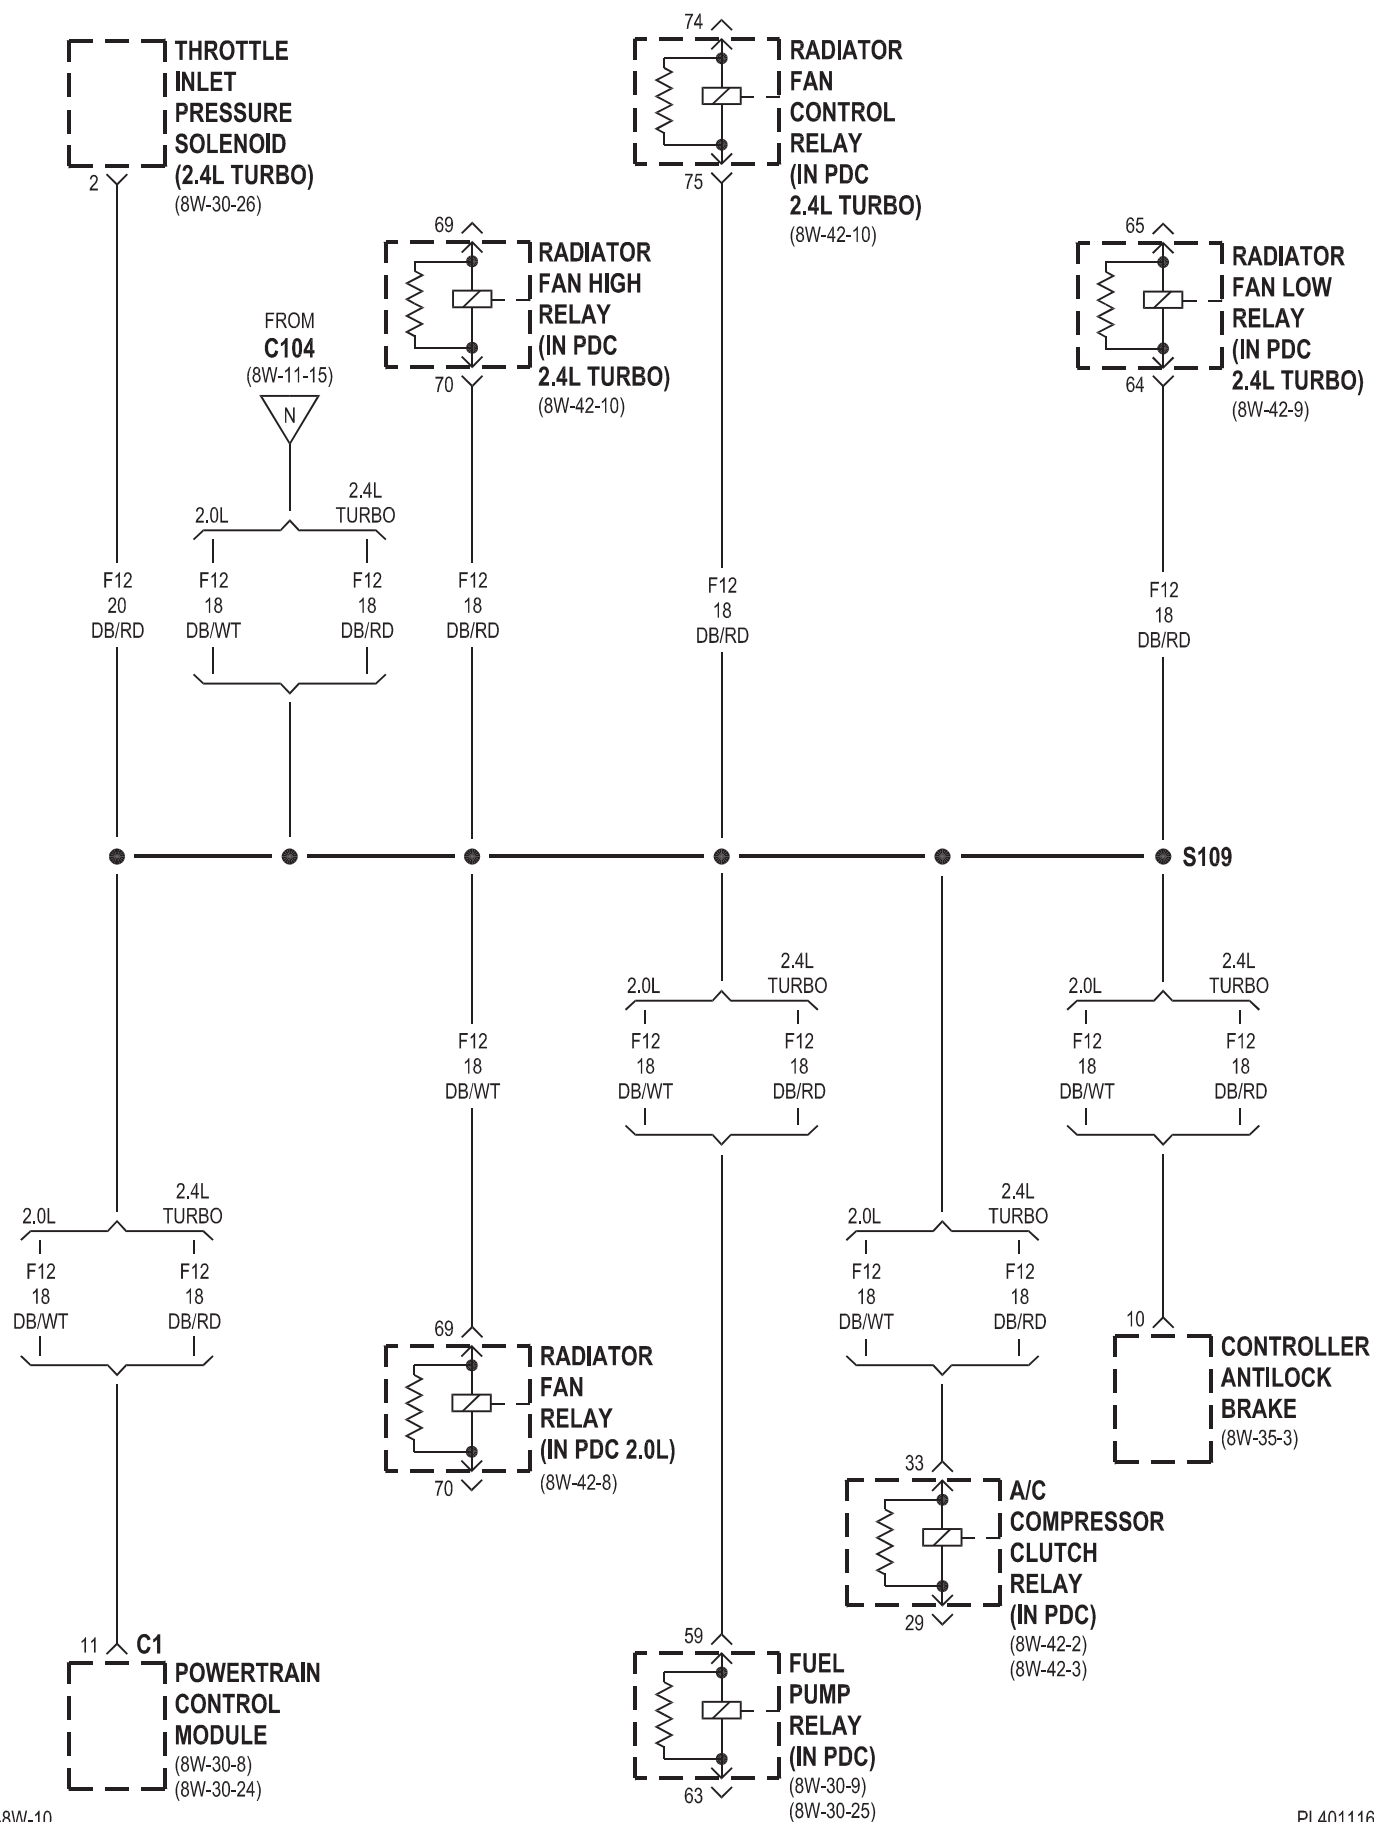 THROTTLE
INLET
PRESSURE
SOLENOID
(2.4L TURBO)
(8W-30-26)
2
74
RADIATOR
FAN
CONTROL
RELAY
(IN PDC
2.4L TURBO)
(8W-42-10)
75
69
RADIATOR
FAN HIGH
RELAY
(IN PDC
2.4L TURBO)
(8W-42-10)
70
65
RADIATOR
FAN LOW
RELAY
(IN PDC
2.4L TURBO)
(8W-42-9)
64
FROM
C104
(8W-11-15)
N
2.0L
2.4L
TURBO
F12
20
DB/RD
F12
18
DB/WT
F12
18
DB/RD
F12
18
DB/RD
F12
18
DB/RD
F12
18
DB/RD
S109
2.0L
2.4L
TURBO
2.0L
2.4L
TURBO
F12
18
DB/WT
F12
18
DB/WT
F12
18
DB/RD
F12
18
DB/WT
F12
18
DB/RD
2.0L
2.4L
TURBO
2.0L
2.4L
TURBO
F12
18
DB/WT
F12
18
DB/RD
F12
18
DB/WT
F12
18
DB/RD
69
RADIATOR
FAN
RELAY
(IN PDC 2.0L)
(8W-42-8)
70
10
CONTROLLER
ANTILOCK
BRAKE
(8W-35-3)
33
A/C
COMPRESSOR
CLUTCH
RELAY
(IN PDC)
(8W-42-2)
(8W-42-3)
29
11 C1
POWERTRAIN
CONTROL
MODULE
(8W-30-8)
(8W-30-24)
59
FUEL
PUMP
RELAY
(IN PDC)
(8W-30-9)
(8W-30-25)
63
8W-10
PL401116